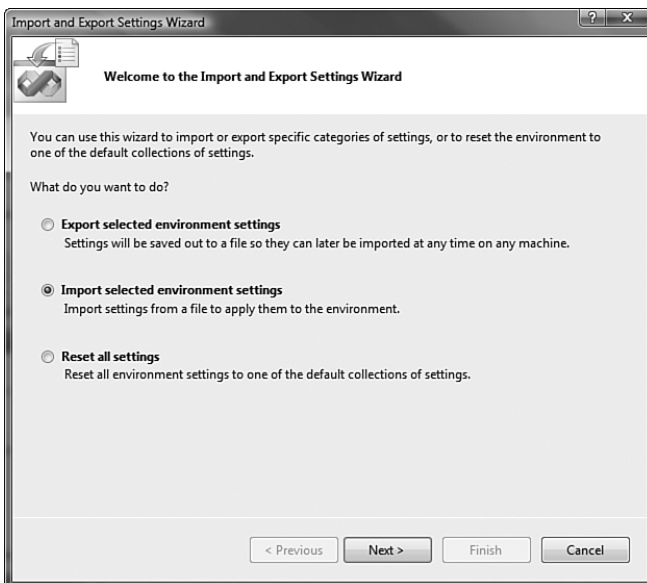 Import and Export Settings Wizard
? X
Welcome to the Import and Export Settings Wizard
You can use this wizard to import or export specific categories of settings, or to reset the environment to
one of the default collections of settings.
What do you want to do?
Export selected environment settings
Settings will be saved out to a file so they can later be imported at any time on any machine.
Import selected environment settings
Import settings from a file to apply them to the environment.
Reset all settings
Reset all environment settings to one of the default collections of settings.
< Previous Next > Finish Cancel